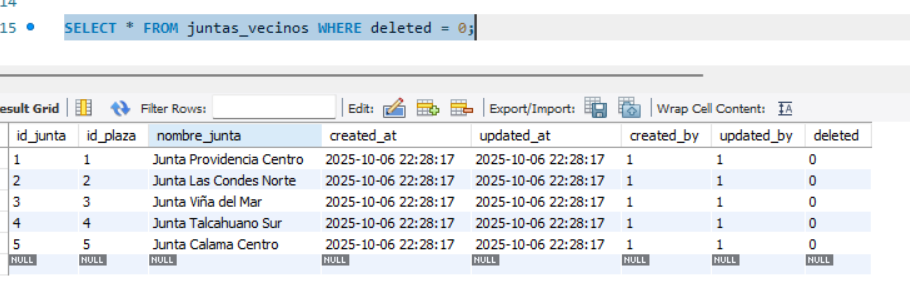 14
15 SELECT * FROM juntas_vecinos WHERE deleted = 0;
esult Grid Filter Rows: Edit: Export/Import: Wrap Cell Content: IA
id_junta id_plaza nombre_junta created_at updated_at created_by updated_by deleted
1 1 Junta Providencia Centro 2025-10-06 22:28:17 2025-10-06 22:28:17 1 1 0
2 2 Junta Las Condes Norte 2025-10-06 22:28:17 2025-10-06 22:28:17 1 1 0
3 3 Junta Viña del Mar 2025-10-06 22:28:17 2025-10-06 22:28:17 1 1 0
4 4 Junta Talcahuano Sur 2025-10-06 22:28:17 2025-10-06 22:28:17 1 1 0
5 5 Junta Calama Centro 2025-10-06 22:28:17 2025-10-06 22:28:17 1 1 0
NULL NULL NULL NULL NULL NULL NULL NULL